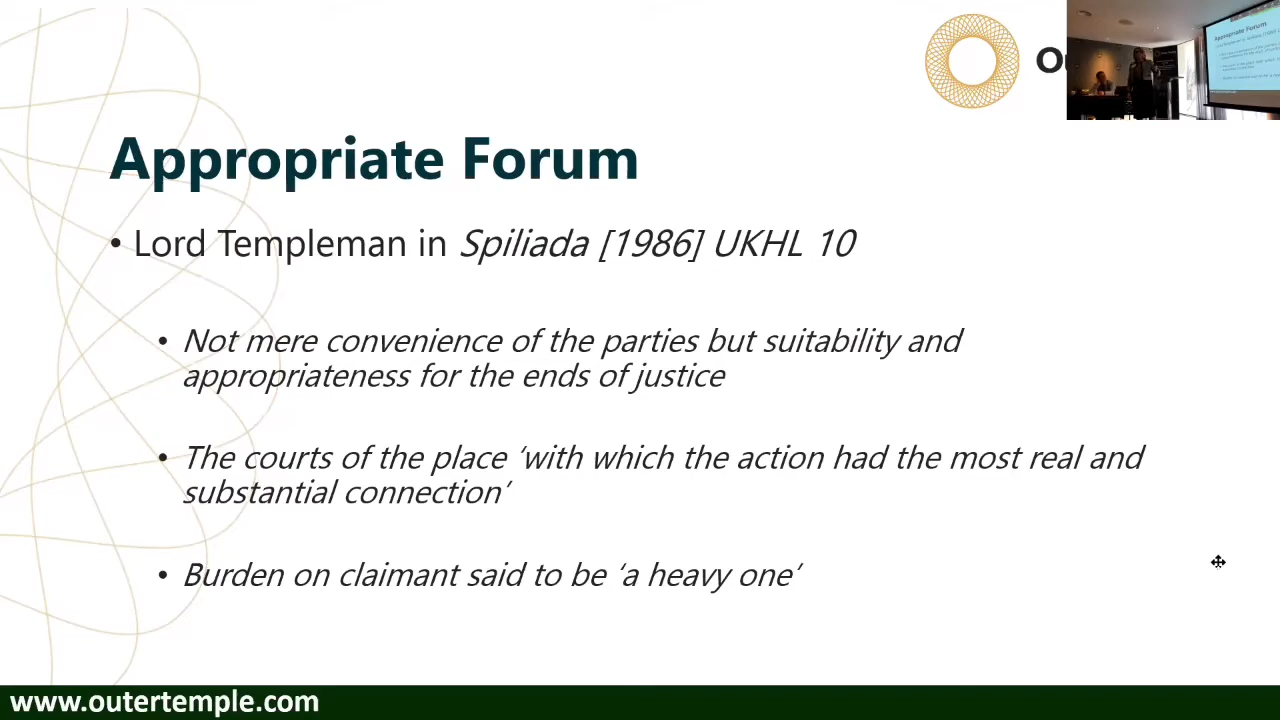 Appropriate Forum
• Lord Templeman in Spiliada [1986] UKHL 10
• Not mere convenience of the parties but suitability and
appropriateness for the ends of justice
• The courts of the place ‘with which the action had the most real and
substantial connection’
• Burden on claimant said to be ‘a heavy one’
www.outertemple.com
Appropriate Forum